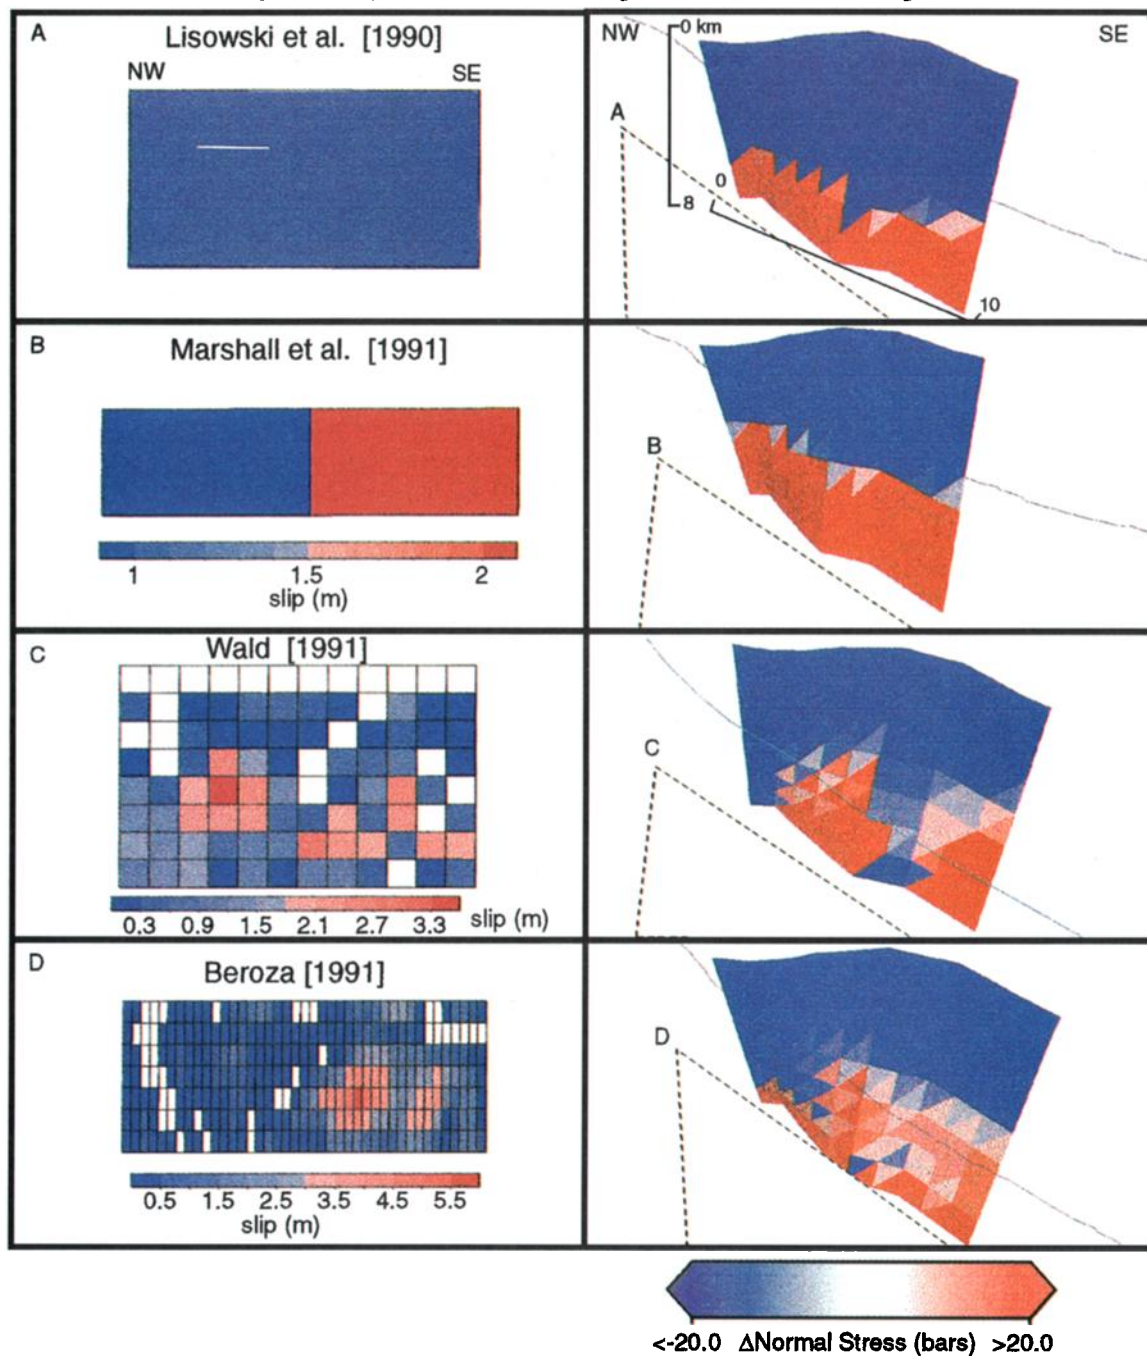 A
Lisowski et al. [1990]
NW SE
NW 0 km SE
A
0
8
10
B
Marshall et al. [1991]
1 1.5 2
slip (m)
B
C
Wald [1991]
0.3 0.9 1.5 2.1 2.7 3.3 slip (m)
C
D
Beroza [1991]
0.5 1.5 2.5 3.5 4.5 5.5
slip (m)
D
<-20.0 ΔNormal Stress (bars) >20.0